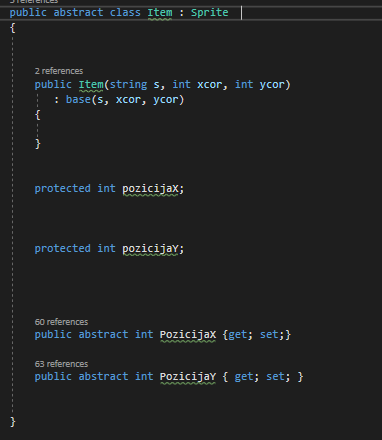 public abstract class Item : Sprite
{
2 references
public Item(string s, int xcor, int ycor)
: base(s, xcor, ycor)
{
}
protected int pozicijaX;
protected int pozicijaY;
60 references
public abstract int PozicijaX {get; set;}
63 references
public abstract int PozicijaY { get; set; }
}